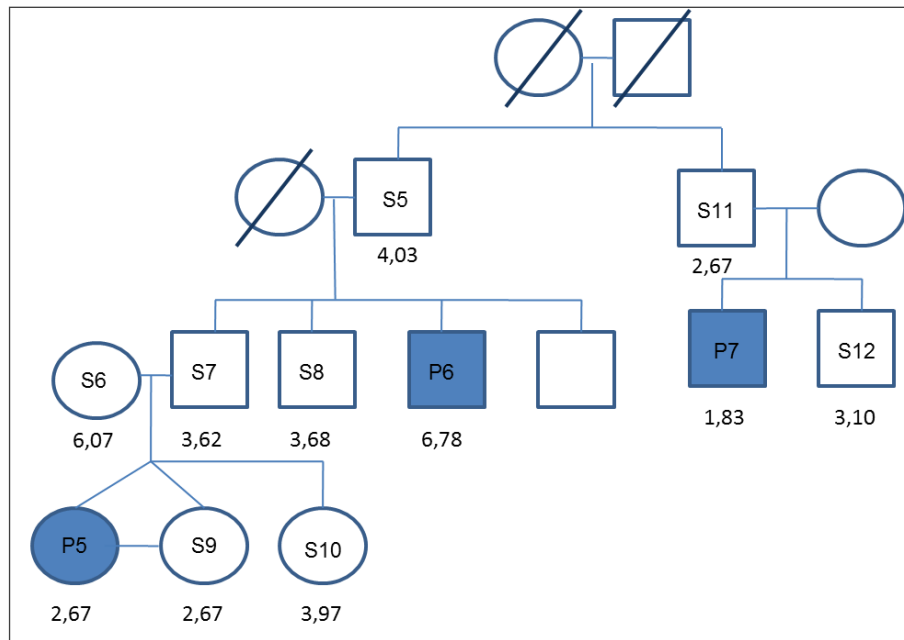 S5
S11
4,03
2,67
S6
S7
S8
P6
P7
S12
6,07
3,62
3,68
6,78
1,83
3,10
P5
S9
S10
2,67
2,67
3,97